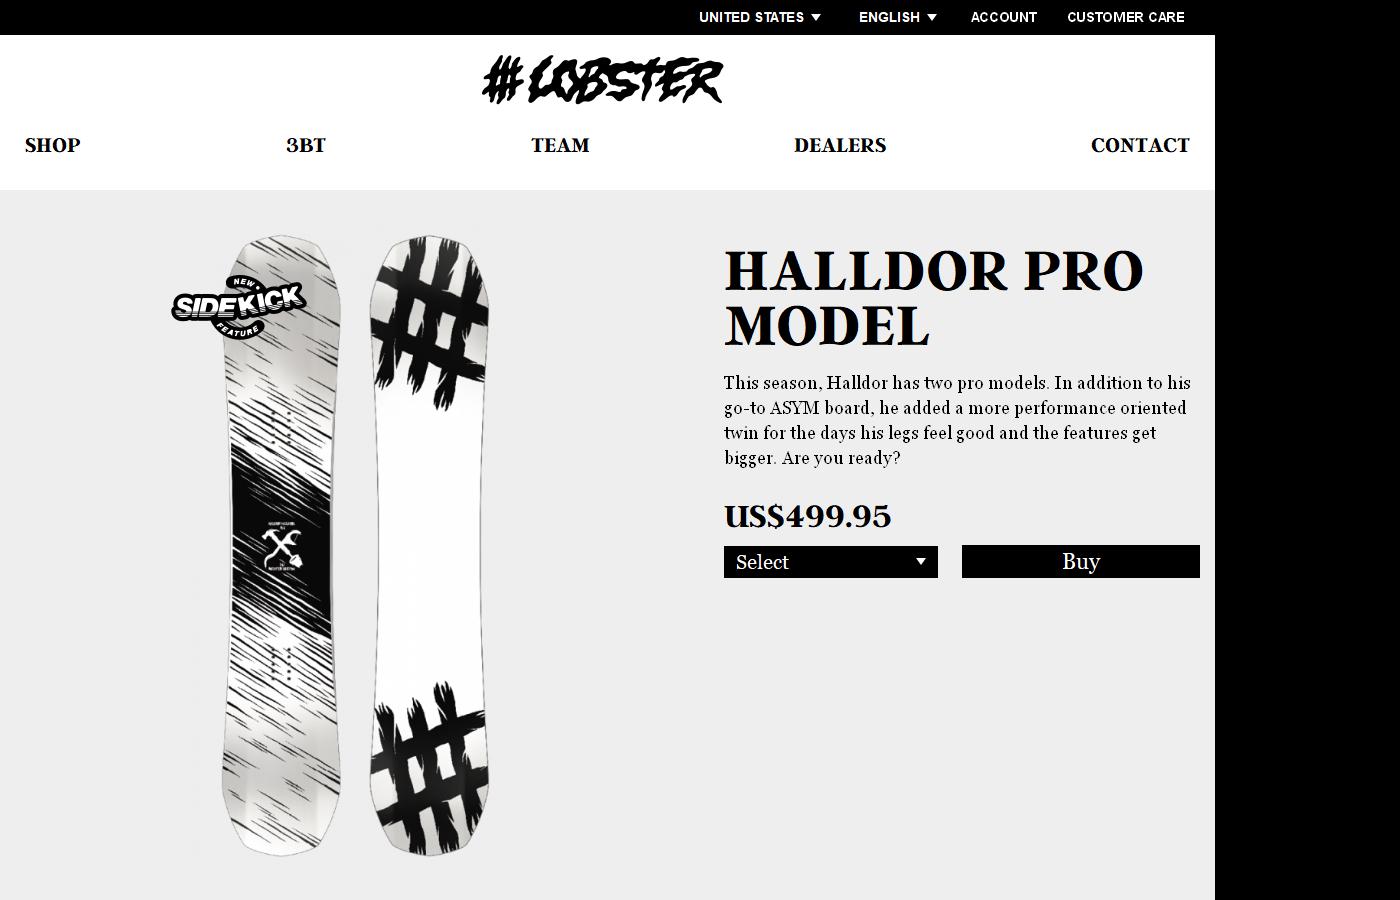 UNITED STATES
ENGLISH
ACCOUNT
CUSTOMER CARE
LOBSTER
SHOP
3BT
TEAM
DEALERS
CONTACT
NEW
SIDEKICK
FEATURE
HALLDOR PRO
MODEL
This season, Halldor has two pro models. In addition to his
go-to ASYM board, he added a more performance oriented
twin for the days his legs feel good and the features get
bigger. Are you ready?
US$499.95
Select
Buy